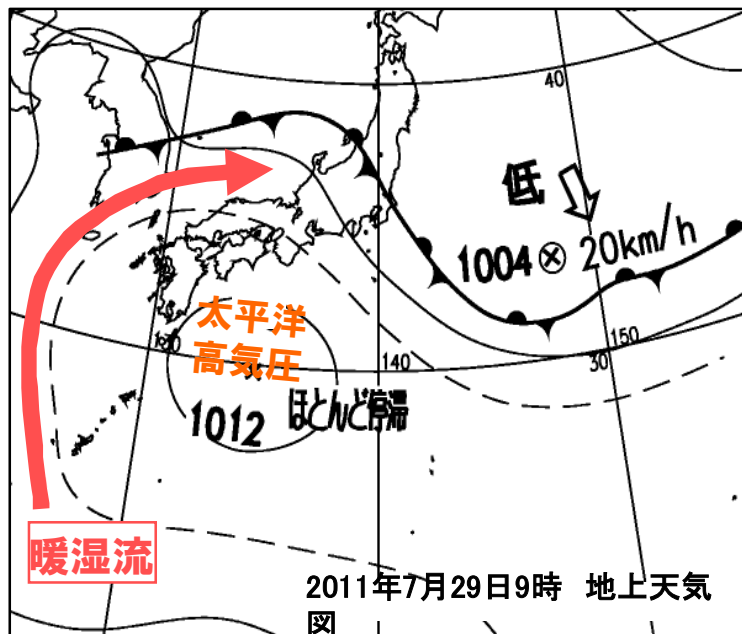 40
低
1004 20km/h
太平洋
高気圧
130
140
150
30
1012 ほとんど停滞
暖湿流
2011年7月29日9時 地上天気
図